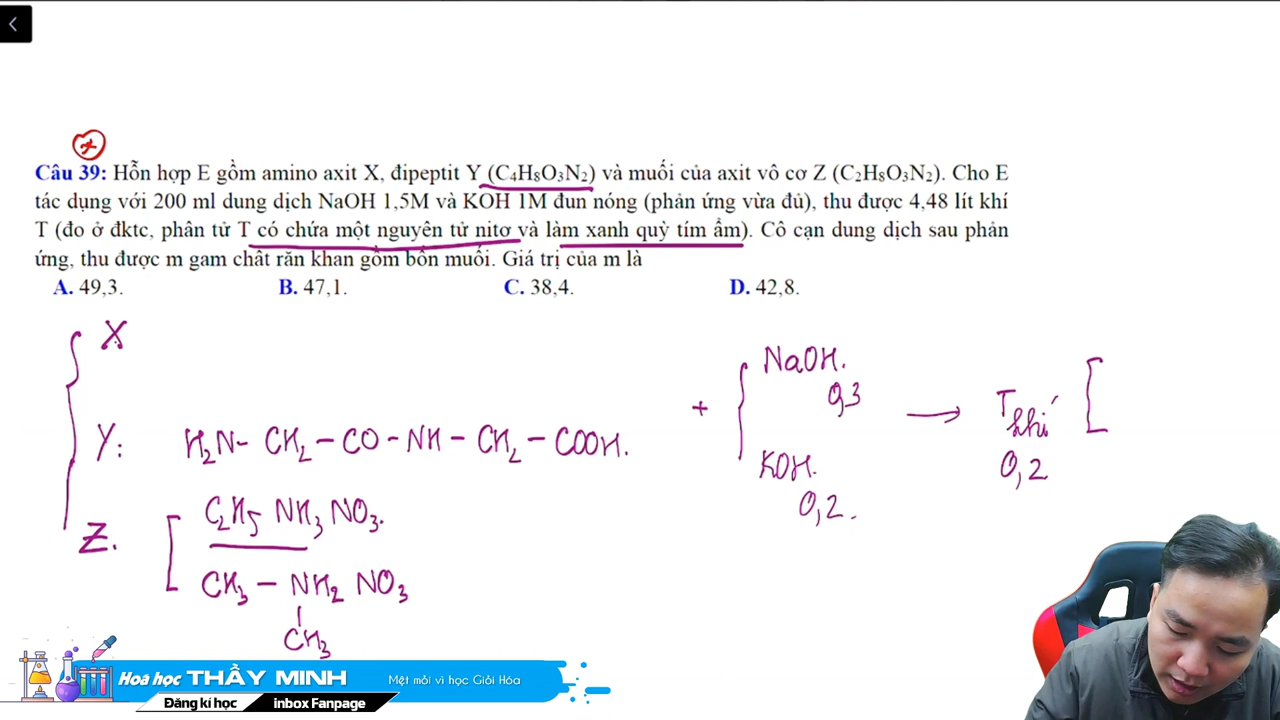 Câu 39: Hỗn hợp E gồm amino axit X, đipeptit Y (C₄H₈O₃N₂) và muối của axit vô cơ Z (C₂H₈O₃N₂). Cho E
tác dụng với 200 ml dung dịch NaOH 1,5M và KOH 1M đun nóng (phản ứng vừa đủ), thu được 4,48 lít khí
T (đo ở đktc, phân tử T có chứa một nguyên tử nitơ và làm xanh quỳ tím ẩm). Cô cạn dung dịch sau phản
ứng, thu được m gam chất rắn khan gồm bốn muối. Giá trị của m là
A. 49,3. B. 47,1. C. 38,4. D. 42,8.
X
Y: H₂N- CH₂ – CO – NH – CH₂ – COOH.
Z. C₂H₅ NH₃ NO₃.
CH₃ – NH₂ NO₃
CH₃
+ NaOH.
0,3
KOH.
0,2.
T khí
0,2
Hoá học THẦY MINH
Mệt mỏi vì học Giỏi Hóa
Đăng kí học inbox Fanpage